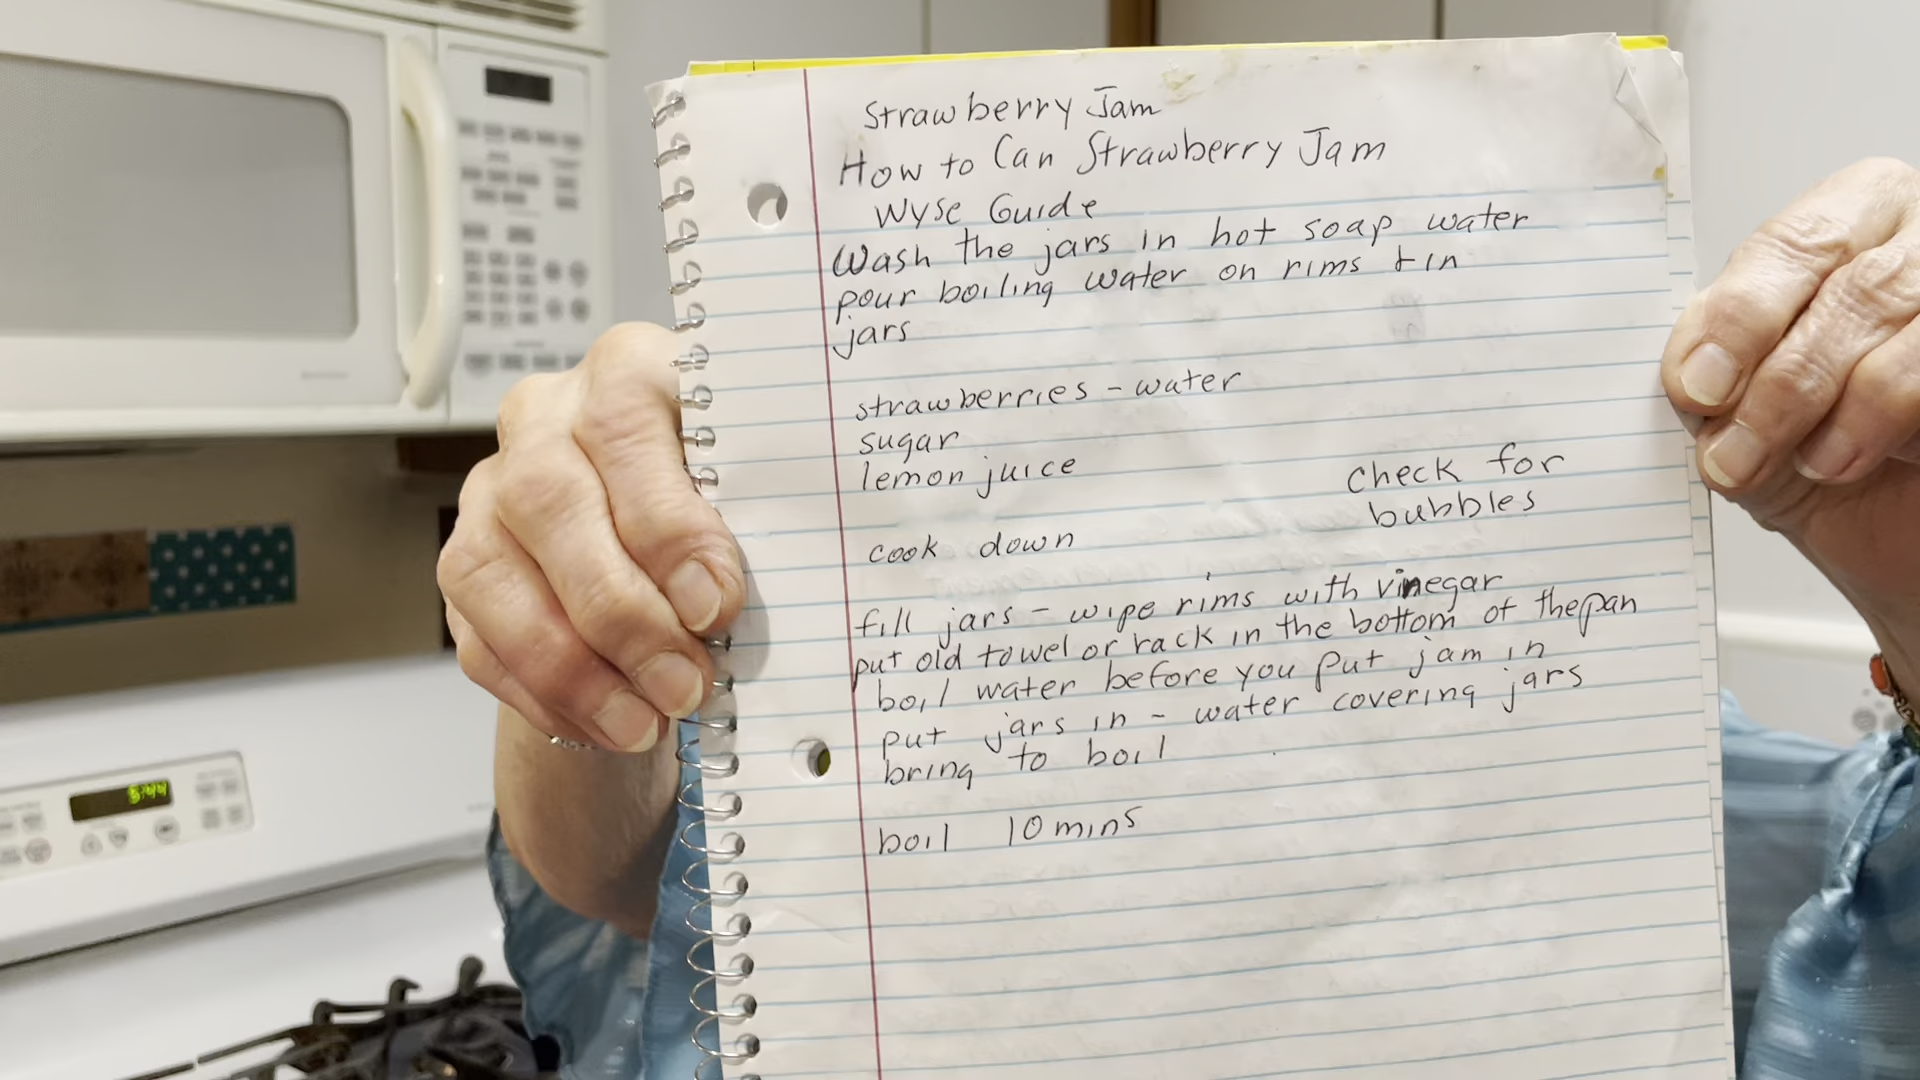 Strawberry Jam
How to Can Strawberry Jam
Wyse Guide
Wash the jars in hot soap water
pour boiling water on rims + in
jars
strawberries - water
sugar
lemon juice
check for
bubbles
cook down
fill jars - wipe rims with vinegar
put old towel or rack in the bottom of the pan
boil water before you put jam in
put jars in - water covering jars
bring to boil
boil 10 mins
5:44